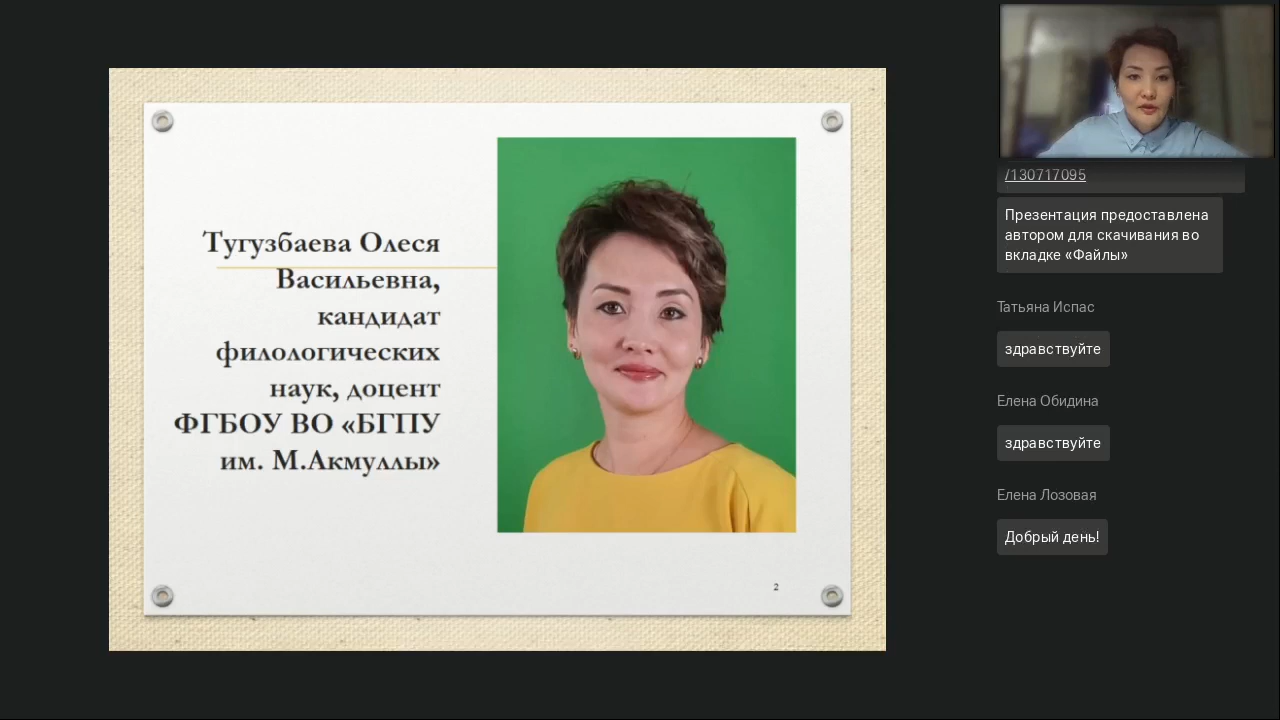 Тугузбаева Олеся
Васильевна,
кандидат
филологических
наук, доцент
ФГБОУ ВО «БГПУ
им. М.Акмуллы»
2
/130717095
Презентация предоставлена
автором для скачивания во
вкладке «Файлы»
Татьяна Испас
здравствуйте
Елена Обидина
здравствуйте
Елена Лозовая
Добрый день!